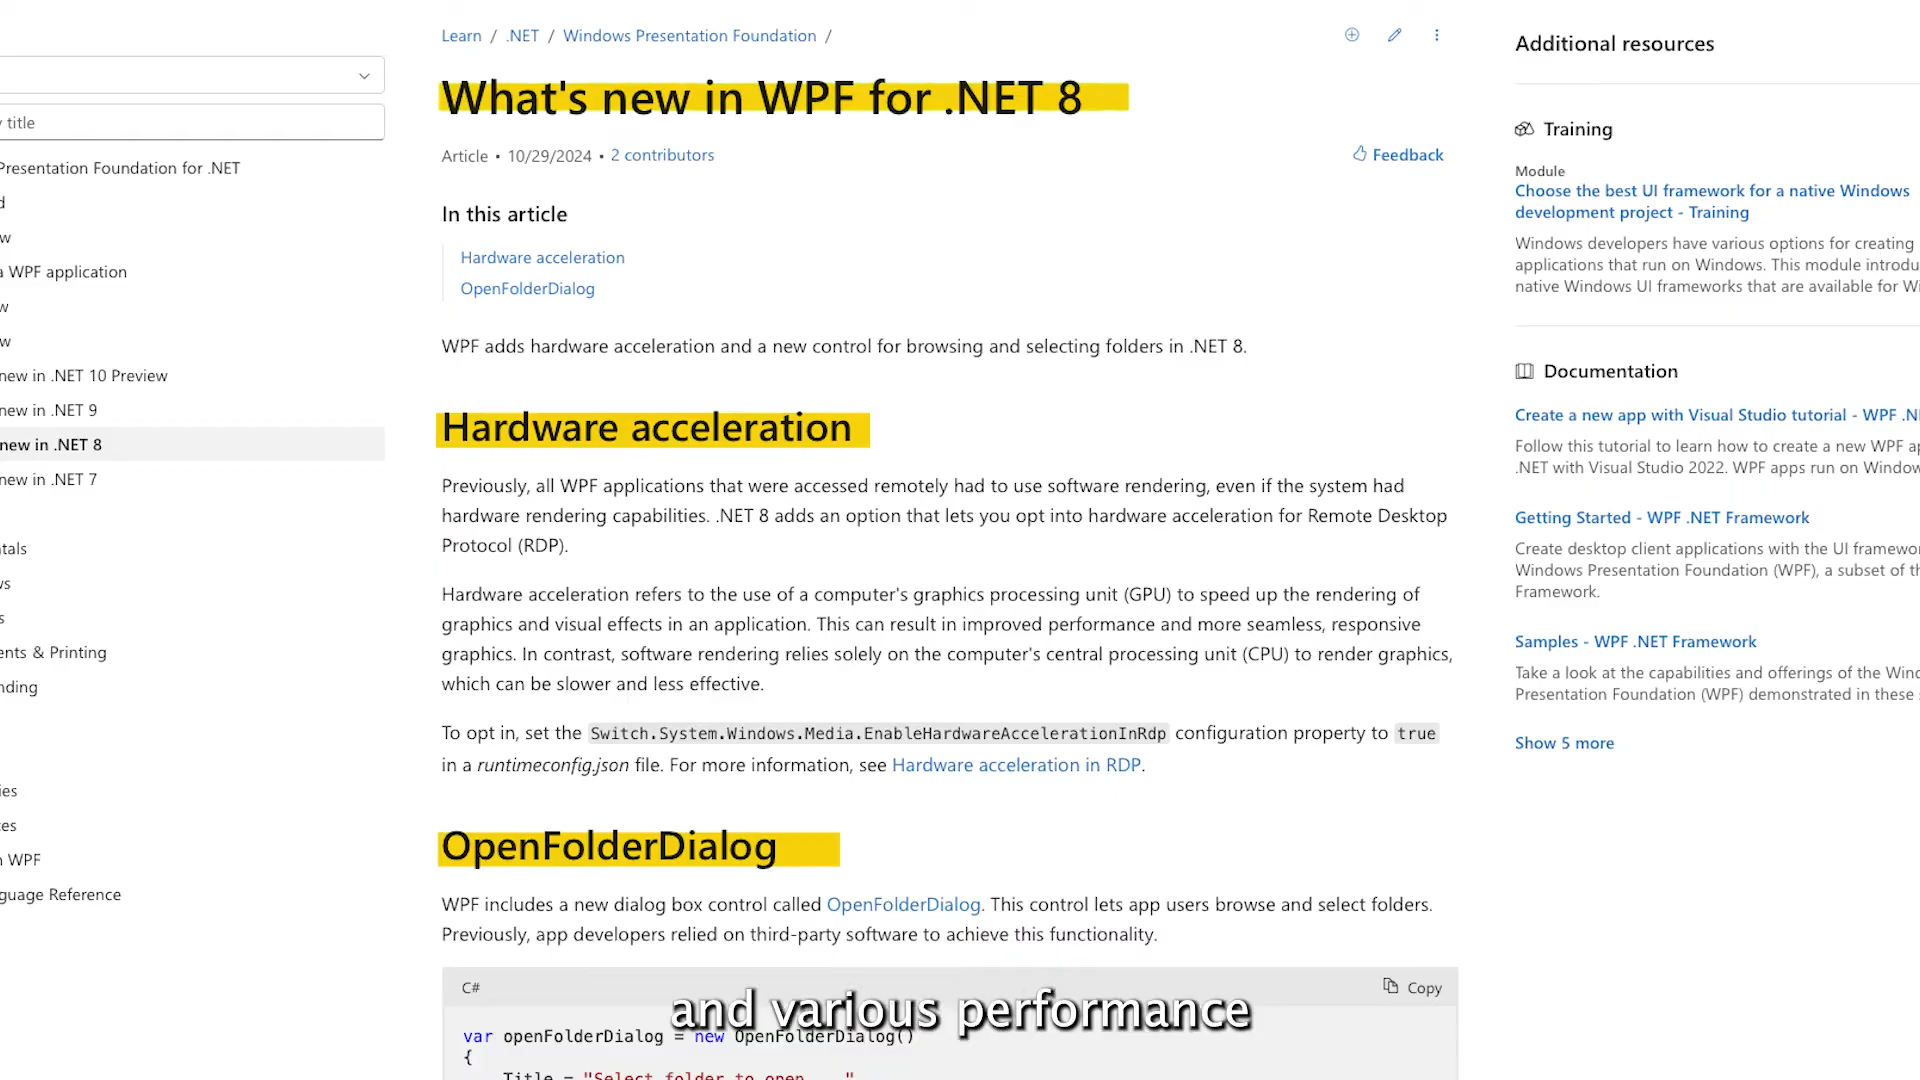 Learn / .NET / Windows Presentation Foundation /
What's new in WPF for .NET 8
Article • 10/29/2024 • 2 contributors
Feedback
In this article
Hardware acceleration
OpenFolderDialog
WPF adds hardware acceleration and a new control for browsing and selecting folders in .NET 8.
Hardware acceleration
Previously, all WPF applications that were accessed remotely had to use software rendering, even if the system had
hardware rendering capabilities. .NET 8 adds an option that lets you opt into hardware acceleration for Remote Desktop
Protocol (RDP).
Hardware acceleration refers to the use of a computer's graphics processing unit (GPU) to speed up the rendering of
graphics and visual effects in an application. This can result in improved performance and more seamless, responsive
graphics. In contrast, software rendering relies solely on the computer's central processing unit (CPU) to render graphics,
which can be slower and less effective.
To opt in, set the Switch.System.Windows.Media.EnableHardwareAccelerationInRdp configuration property to true
in a runtimeconfig.json file. For more information, see Hardware acceleration in RDP.
OpenFolderDialog
WPF includes a new dialog box control called OpenFolderDialog. This control lets app users browse and select folders.
Previously, app developers relied on third-party software to achieve this functionality.
C#
Copy
var openFolderDialog = new OpenFolderDialog()
{
Title = "Select folder to open ..."
and various performance
title
Presentation Foundation for .NET
a WPF application
new in .NET 10 Preview
new in .NET 9
new in .NET 8
new in .NET 7
& Printing
WPF
Reference
Additional resources
Training
Module
Choose the best UI framework for a native Windows
development project - Training
Windows developers have various options for creating
applications that run on Windows. This module
native Windows UI frameworks that are available for
Documentation
Create a new app with Visual Studio tutorial - WPF
Follow this tutorial to learn how to create a new WPF
.NET with Visual Studio 2022. WPF apps run on
Getting Started - WPF .NET Framework
Create desktop client applications with the UI
Windows Presentation Foundation (WPF), a subset of
Framework.
Samples - WPF .NET Framework
Take a look at the capabilities and offerings of the
Presentation Foundation (WPF) demonstrated in these
Show 5 more